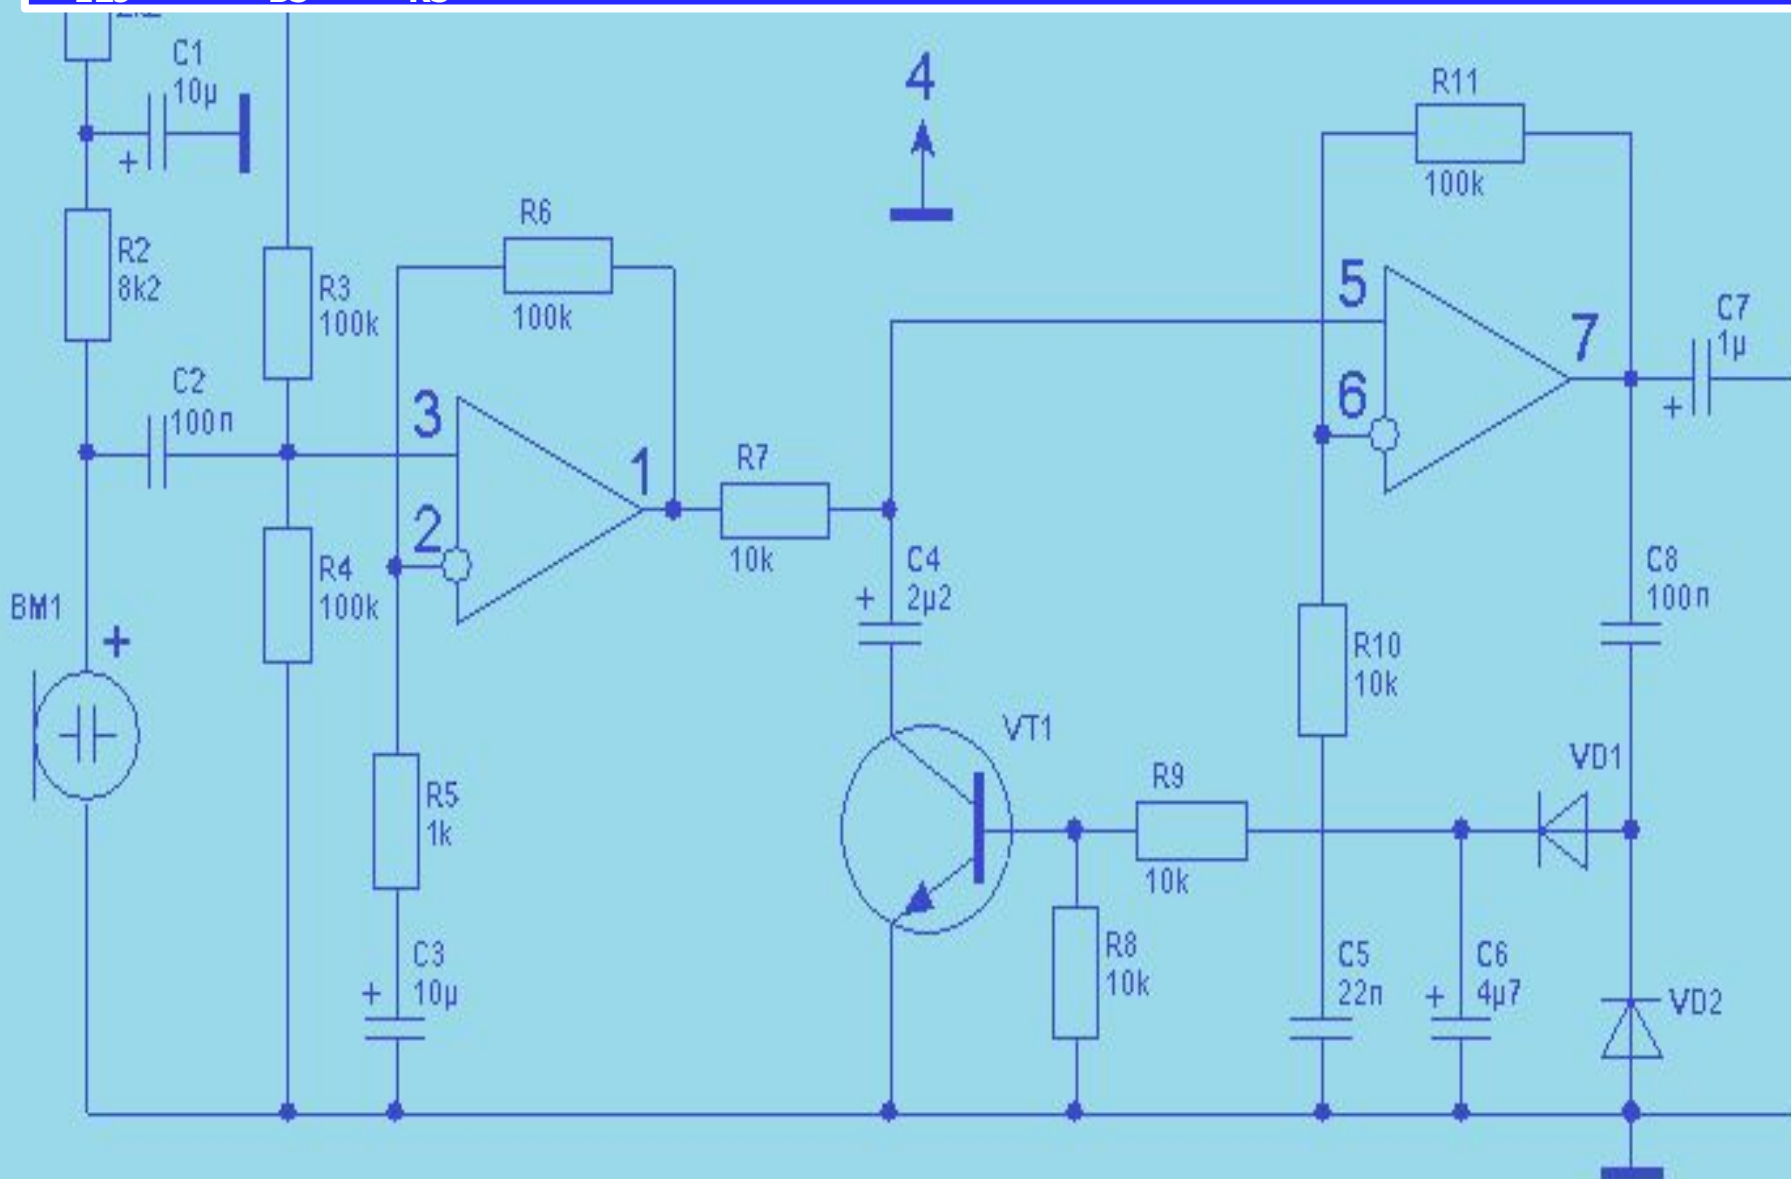 C1
10µ
+
4
R11
100k
R2
8k2
R3
100k
R6
100k
C2
100n
3
2
1
R7
10k
5
6
7
C7
1µ
+
BM1
+
R4
100k
C4
2µ2
+
R10
10k
C8
100n
VT1
R5
1k
R9
10k
VD1
C3
10µ
+
R8
10k
C5
22n
C6
4µ7
+
VD2